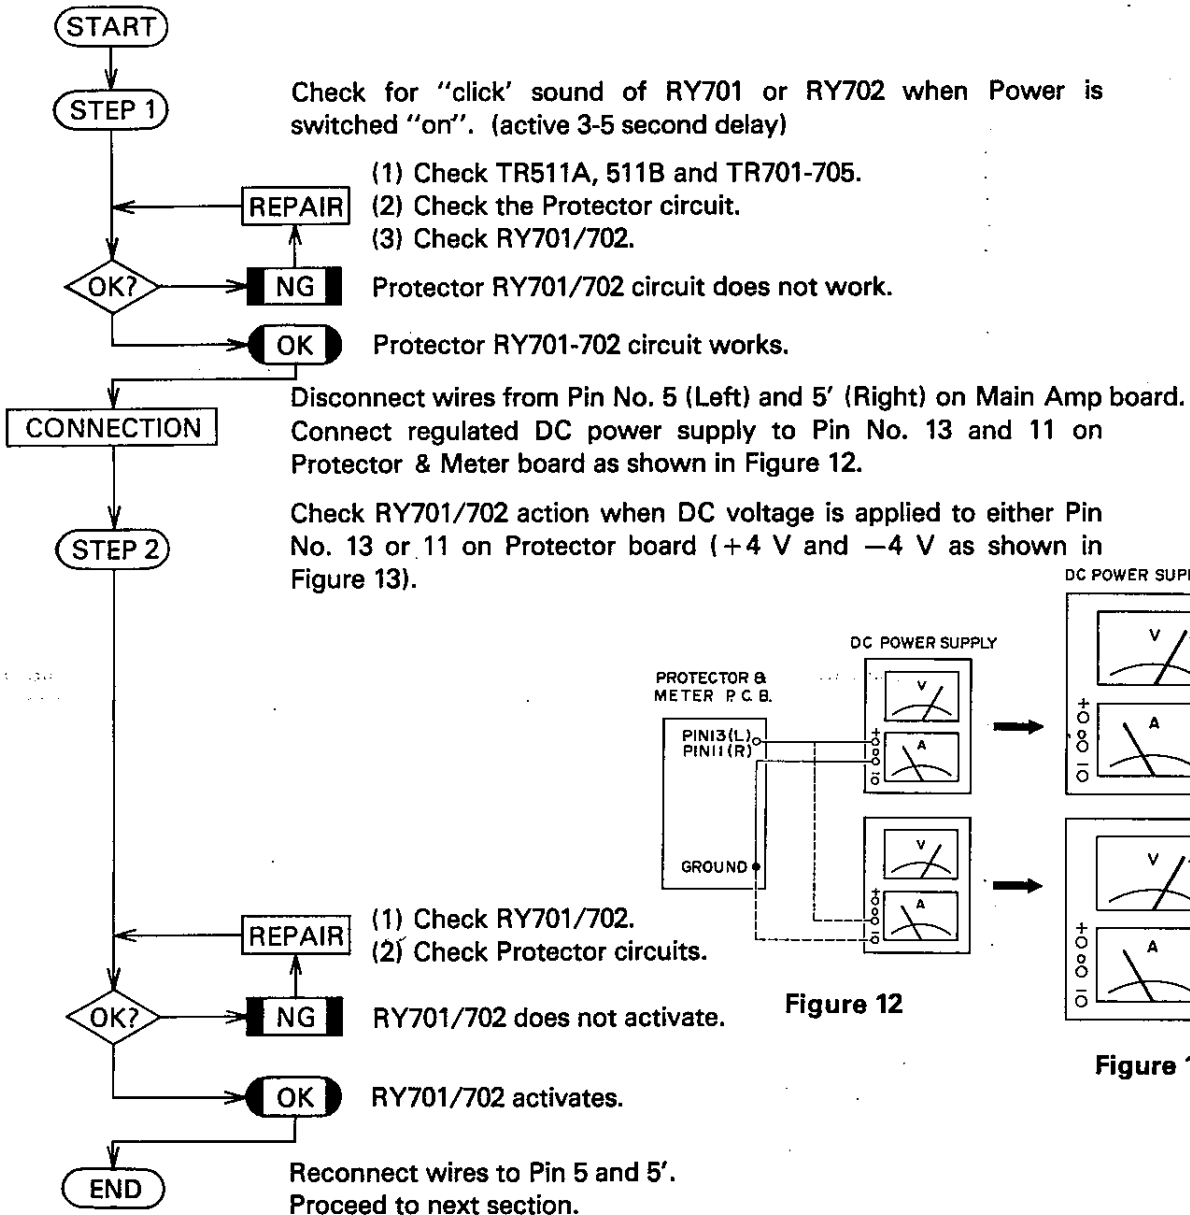 START
STEP 1
Check for "click' sound of RY701 or RY702 when Power is
switched "on". (active 3-5 second delay)
(1) Check TR511A, 511B and TR701-705.
REPAIR
(2) Check the Protector circuit.
(3) Check RY701/702.
OK?
NG
Protector RY701/702 circuit does not work.
OK
Protector RY701-702 circuit works.
CONNECTION
Disconnect wires from Pin No. 5 (Left) and 5′ (Right) on Main Amp board.
Connect regulated DC power supply to Pin No. 13 and 11 on
Protector & Meter board as shown in Figure 12.
STEP 2
Check RY701/702 action when DC voltage is applied to either Pin
No. 13 or 11 on Protector board (+4 V and −4 V as shown in
Figure 13).
DC POWER SUPPLY
PROTECTOR &
METER P.C.B.
PIN13(L)
PIN11(R)
GROUND
V
A
+
−
V
A
+
−
DC POWER SUP
V
A
+
−
V
A
+
−
Figure 12
Figure
REPAIR
(1) Check RY701/702.
(2) Check Protector circuits.
OK?
NG
RY701/702 does not activate.
OK
RY701/702 activates.
END
Reconnect wires to Pin 5 and 5′.
Proceed to next section.